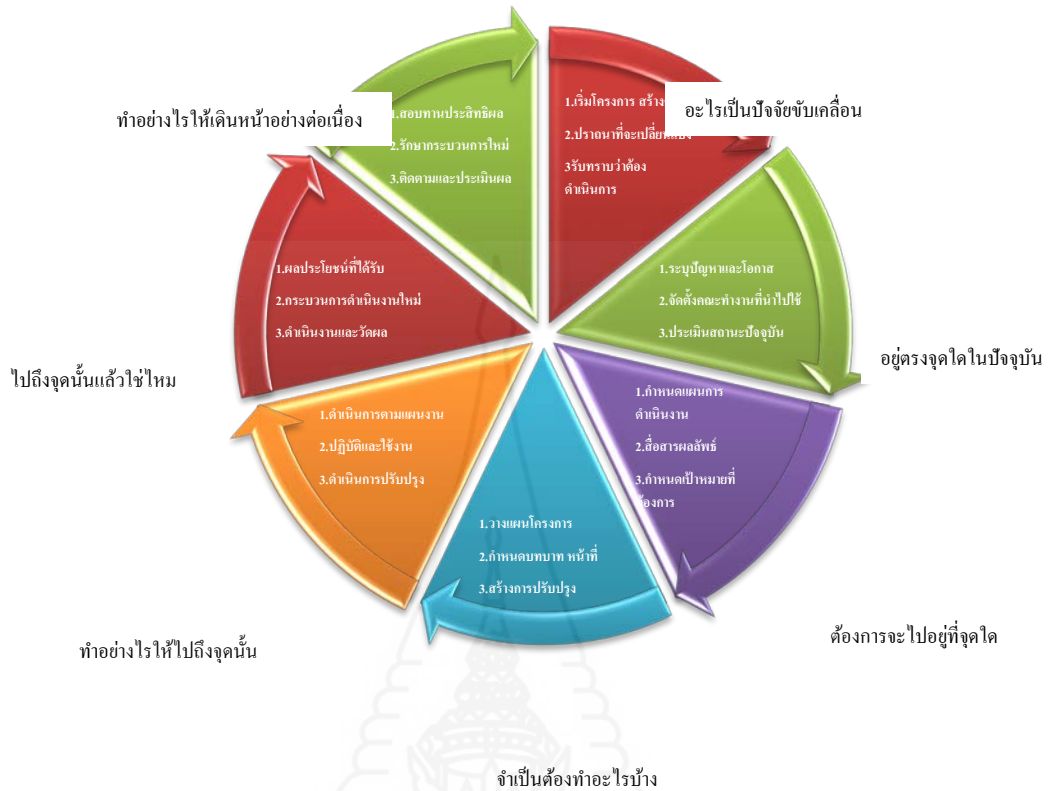 อะไรเป็นปัจจัยขับเคลื่อน
1.เริ่มโครงการ สร้าง
2.ปราถนาที่จะเปลี่ยนแปลง
3รับทราบว่าต้อง
ดำเนินการ
อยู่ตรงจุดใดในปัจจุบัน
1.ระบุปัญหาและโอกาส
2.จัดตั้งคณะทำงานที่นำไปใช้
3.ประเมินสถานะปัจจุบัน
ต้องการจะไปอยู่ที่จุดใด
1.กำหนดแผนการ
ดำเนินงาน
2.สื่อสารผลลัพธ์
3.กำหนดเป้าหมายที่
ต้องการ
จำเป็นต้องทำอะไรบ้าง
1.วางแผนโครงการ
2.กำหนดบทบาท หน้าที่
3.สร้างการปรับปรุง
ทำอย่างไรให้ไปถึงจุดนั้น
1.ดำเนินการตามแผนงาน
2.ปฏิบัติและใช้งาน
3.ดำเนินการปรับปรุง
ไปถึงจุดนั้นแล้วใช่ไหม
1.ผลประโยชน์ที่ได้รับ
2.กระบวนการดำเนินงานใหม่
3.ดำเนินงานและวัดผล
ทำอย่างไรให้เดินหน้าอย่างต่อเนื่อง
1.สอบทานประสิทธิผล
2.รักษากระบวนการใหม่
3.ติดตามและประเมินผล